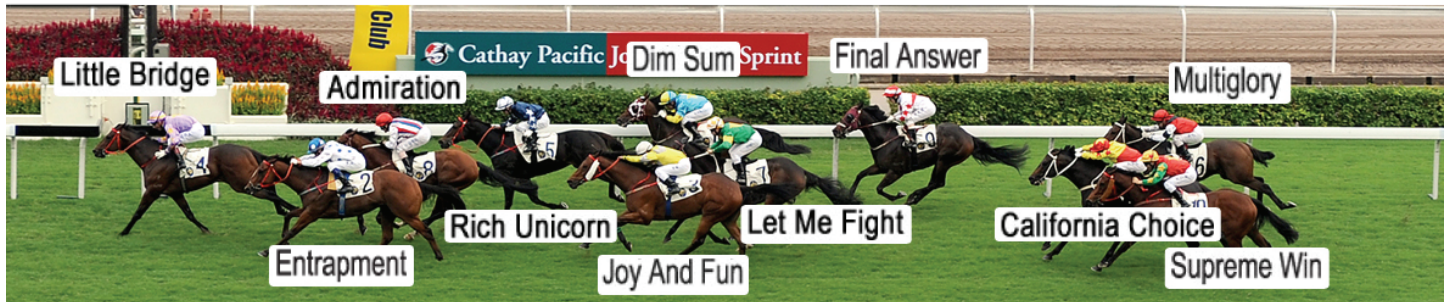 Club
Cathay Pacific Jo Sprint
Little Bridge
Admiration
Dim Sum
Final Answer
Multiglory
4
2
8
5
7
6
10
Rich Unicorn
Let Me Fight
California Choice
Entrapment
Joy And Fun
Supreme Win